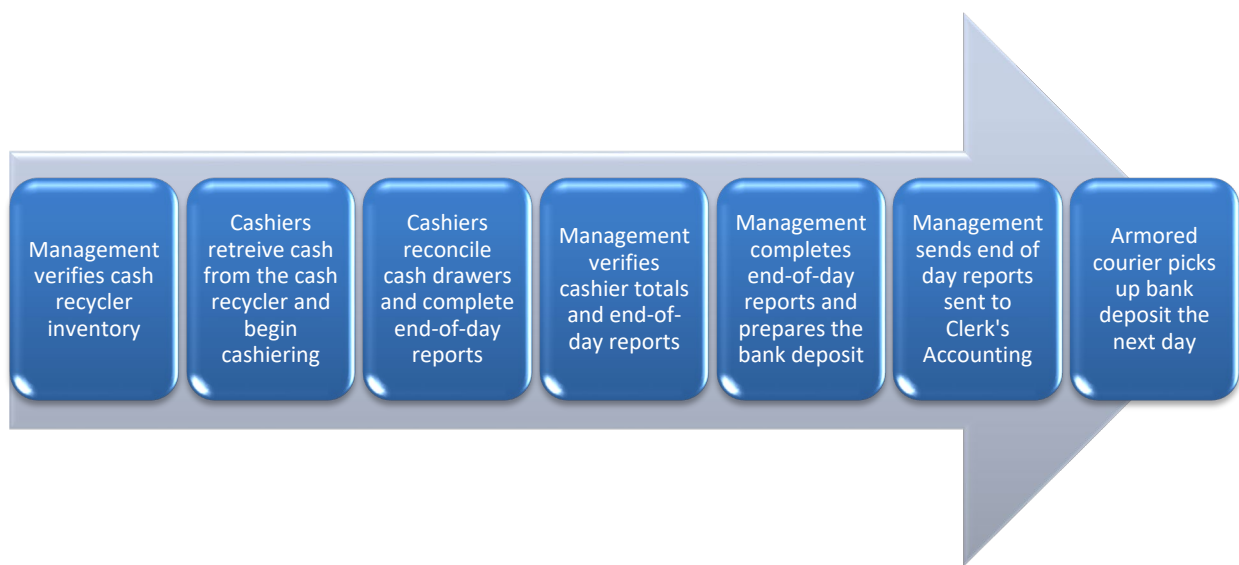 Management
verifies cash
recycler
inventory
Cashiers
retreive cash
from the cash
recycler and
begin
cashiering
Cashiers
reconcile
cash drawers
and complete
end-of-day
reports
Management
verifies
cashier totals
and end-of-
day reports
Management
completes
end-of-day
reports and
prepares the
bank deposit
Management
sends end of
day reports
sent to
Clerk's
Accounting
Armored
courier picks
up bank
deposit the
next day